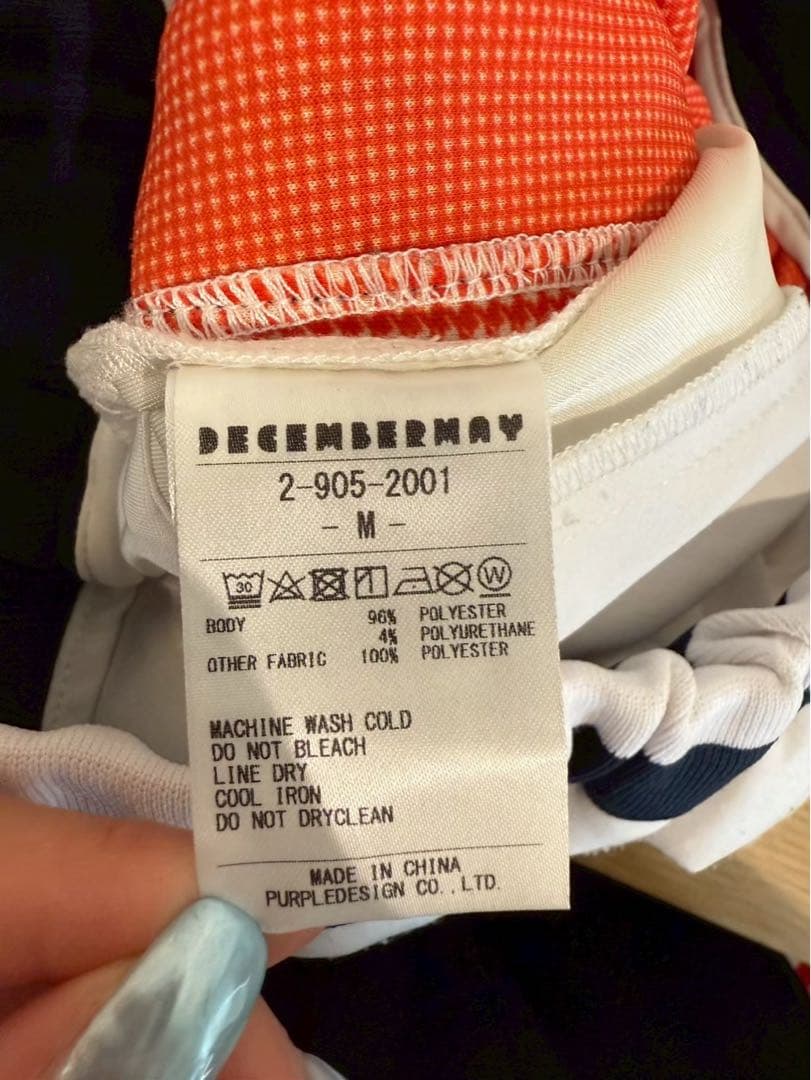 DECEMBERMAY
2-905-2001
- M -
30 W
BODY 96% POLYESTER
4% POLYURETHANE
OTHER FABRIC 100% POLYESTER
MACHINE WASH COLD
DO NOT BLEACH
LINE DRY
COOL IRON
DO NOT DRYCLEAN
MADE IN CHINA
PURPLEDESIGN CO.,LTD.